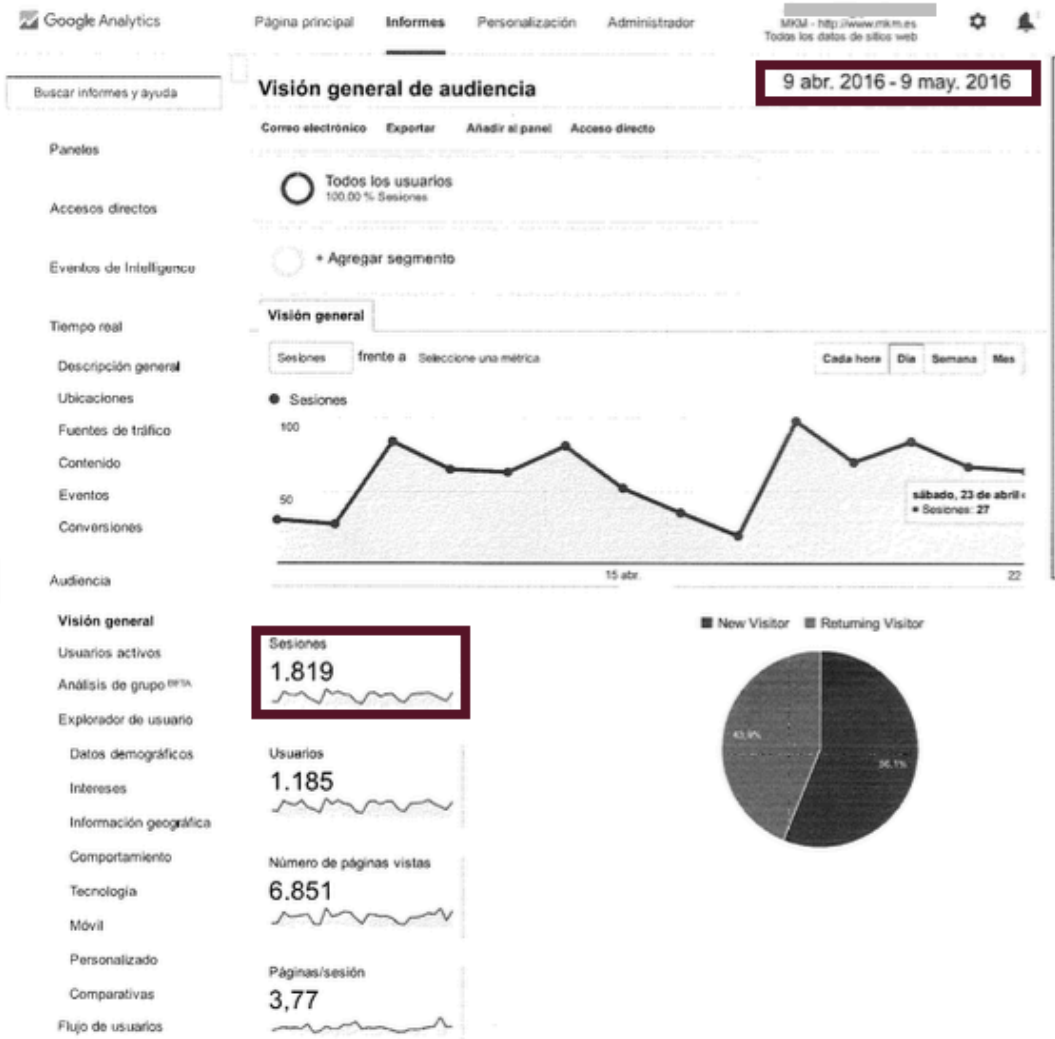 Google Analytics
Página principal Informes Personalización Administrador
MKM - http://www.mkm.es
Todos los datos de sitios web
Buscar informes y ayuda
Visión general de audiencia
9 abr. 2016 - 9 may. 2016
Correo electrónico Exportar Añadir al panel Acceso directo
Paneles
Todos los usuarios
100,00 % Sesiones
Accesos directos
+ Agregar segmento
Eventos de Intelligence
Visión general
Tiempo real
Sesiones frente a Seleccione una métrica
Cada hora Día Semana Mes
Descripción general
Ubicaciones
Fuentes de tráfico
Contenido
Eventos
Conversiones
Sesiones
100
50
sábado, 23 de abril
Sesiones: 27
15 abr. 22
Audiencia
Visión general
Usuarios activos
Análisis de grupo BETA
Explorador de usuario
Datos demográficos
Intereses
Información geográfica
Comportamiento
Tecnología
Móvil
Personalizado
Comparativas
Flujo de usuarios
Sesiones
1.819
Usuarios
1.185
Número de páginas vistas
6.851
Páginas/sesión
3,77
New Visitor Returning Visitor
43,9%
56,1%